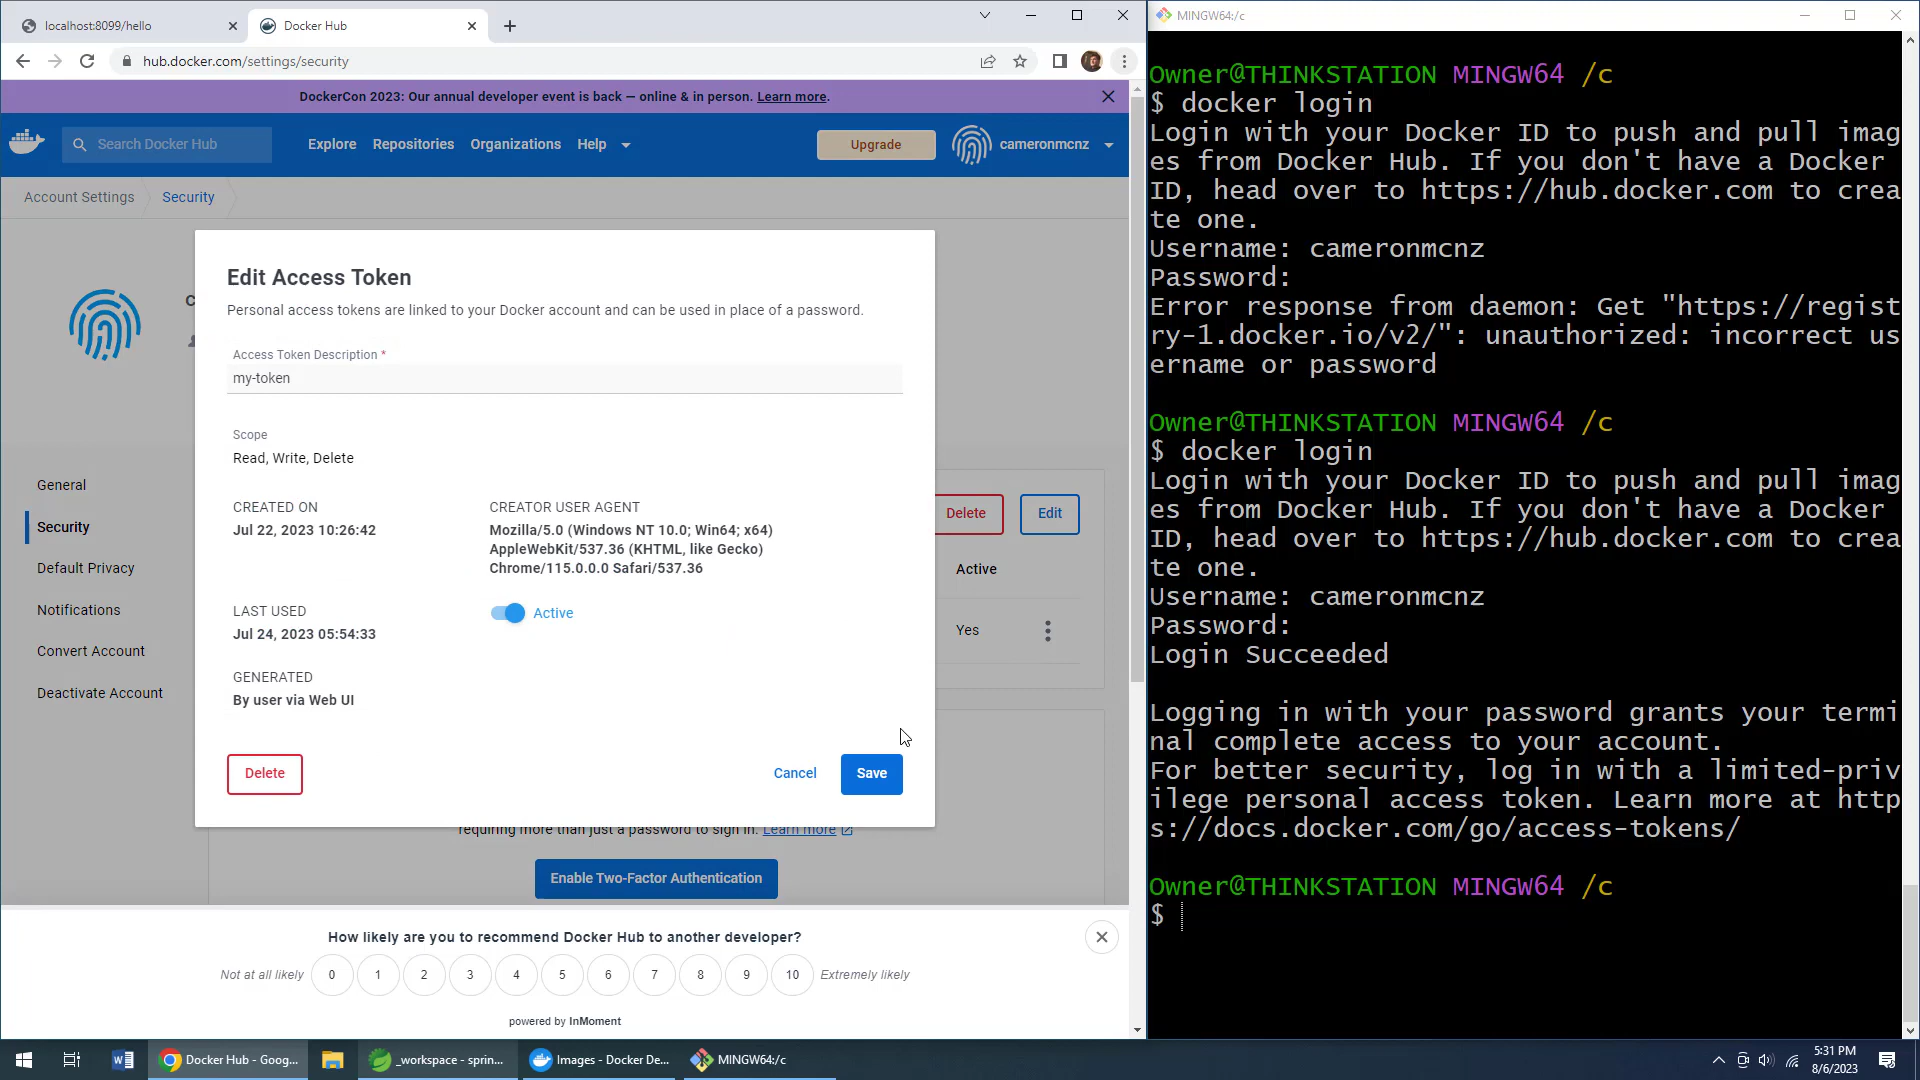 localhost:8099/hello
Docker Hub
hub.docker.com/settings/security
DockerCon 2023: Our annual developer event is back — online & in person. Learn more.
Search Docker Hub
Explore
Repositories
Organizations
Help
Upgrade
cameronmcnz
Account Settings
Security
General
Security
Default Privacy
Notifications
Convert Account
Deactivate Account
Edit Access Token
Personal access tokens are linked to your Docker account and can be used in place of a password.
Access Token Description *
my-token
Scope
Read, Write, Delete
CREATED ON
Jul 22, 2023 10:26:42
CREATOR USER AGENT
Mozilla/5.0 (Windows NT 10.0; Win64; x64)
AppleWebKit/537.36 (KHTML, like Gecko)
Chrome/115.0.0.0 Safari/537.36
LAST USED
Jul 24, 2023 05:54:33
Active
GENERATED
By user via Web UI
Delete
Cancel
Save
Delete
Edit
Active
Yes
requiring more than just a password to sign in. Learn more
Enable Two-Factor Authentication
How likely are you to recommend Docker Hub to another developer?
Not at all likely 0 1 2 3 4 5 6 7 8 9 10 Extremely likely
powered by InMoment
MINGW64:/c
Owner@THINKSTATION MINGW64 /c
$ docker login
Login with your Docker ID to push and pull imag
es from Docker Hub. If you don't have a Docker
ID, head over to https://hub.docker.com to crea
te one.
Username: cameronmcnz
Password:
Error response from daemon: Get "https://regist
ry-1.docker.io/v2/": unauthorized: incorrect us
ername or password
Owner@THINKSTATION MINGW64 /c
$ docker login
Login with your Docker ID to push and pull imag
es from Docker Hub. If you don't have a Docker
ID, head over to https://hub.docker.com to crea
te one.
Username: cameronmcnz
Password:
Login Succeeded
Logging in with your password grants your termi
nal complete access to your account.
For better security, log in with a limited-priv
ilege personal access token. Learn more at http
s://docs.docker.com/go/access-tokens/
Owner@THINKSTATION MINGW64 /c
$
Docker Hub - Goog...
_workspace - sprin...
Images - Docker De...
MINGW64:/c
5:31 PM
8/6/2023